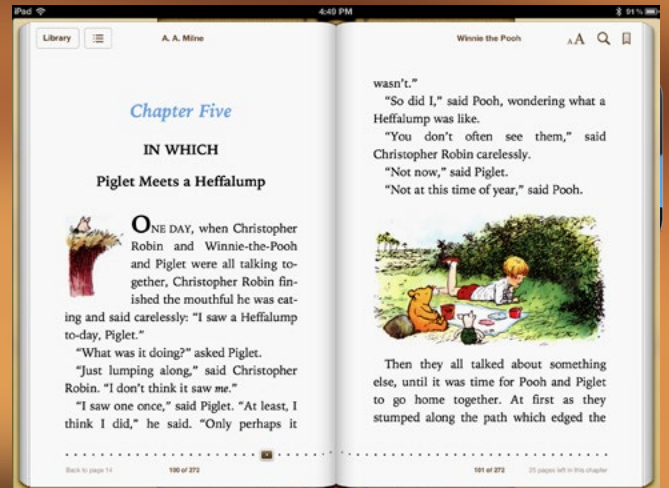 iPad
4:49 PM
91%
Library
A. A. Milne
Winnie the Pooh
AA
Chapter Five
IN WHICH
Piglet Meets a Heffalump
ONE DAY, when Christopher
Robin and Winnie-the-Pooh
and Piglet were all talking to-
gether, Christopher Robin fin-
ished the mouthful he was eat-
ing and said carelessly: “I saw a Heffalump
to-day, Piglet.”
“What was it doing?” asked Piglet.
“Just lumping along,” said Christopher
Robin. “I don’t think it saw me.”
“I saw one once,” said Piglet. “At least, I
think I did,” he said. “Only perhaps it
Back to page 14
100 of 272
wasn’t.”
“So did I,” said Pooh, wondering what a
Heffalump was like.
“You don’t often see them,” said
Christopher Robin carelessly.
“Not now,” said Piglet.
“Not at this time of year,” said Pooh.
Then they all talked about something
else, until it was time for Pooh and Piglet
to go home together. At first as they
stumped along the path which edged the
101 of 272
25 pages left in this chapter